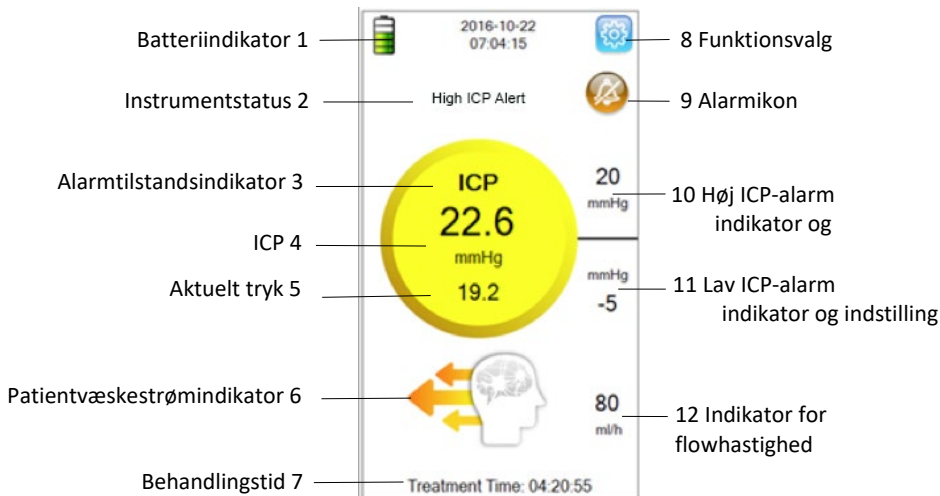 Batteriindikator 1
2016-10-22
07:04:15
8 Funktionsvalg
Instrumentstatus 2
High ICP Alert
9 Alarmikon
Alarmtilstandsindikator 3
ICP
20
mmHg
10 Høj ICP-alarm
indikator og
22.6
ICP 4
mmHg
Aktuelt tryk 5
19.2
mmHg
-5
11 Lav ICP-alarm
indikator og indstilling
Patientvæskestrømindikator 6
80
ml/h
12 Indikator for
flowhastighed
Behandlingstid 7
Treatment Time: 04:20:55